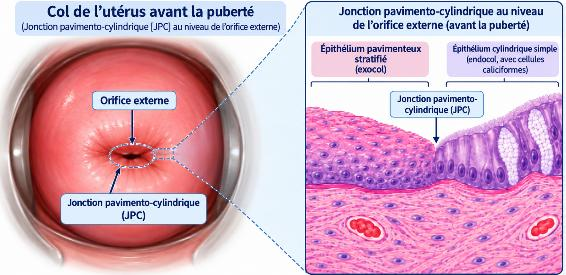 Col de l'utérus avant la puberté
(Jonction pavimento-cylindrique [JPC] au niveau de l'orifice externe)
Orifice externe
Jonction pavimento-cylindrique
(JPC)
Jonction pavimento-cylindrique au niveau
de l'orifice externe (avant la puberté)
Épithélium pavimenteux
stratifié
(exocol)
Épithélium cylindrique simple
(endocol, avec cellules
caliciformes)
Jonction pavimento-
cylindrique (JPC)